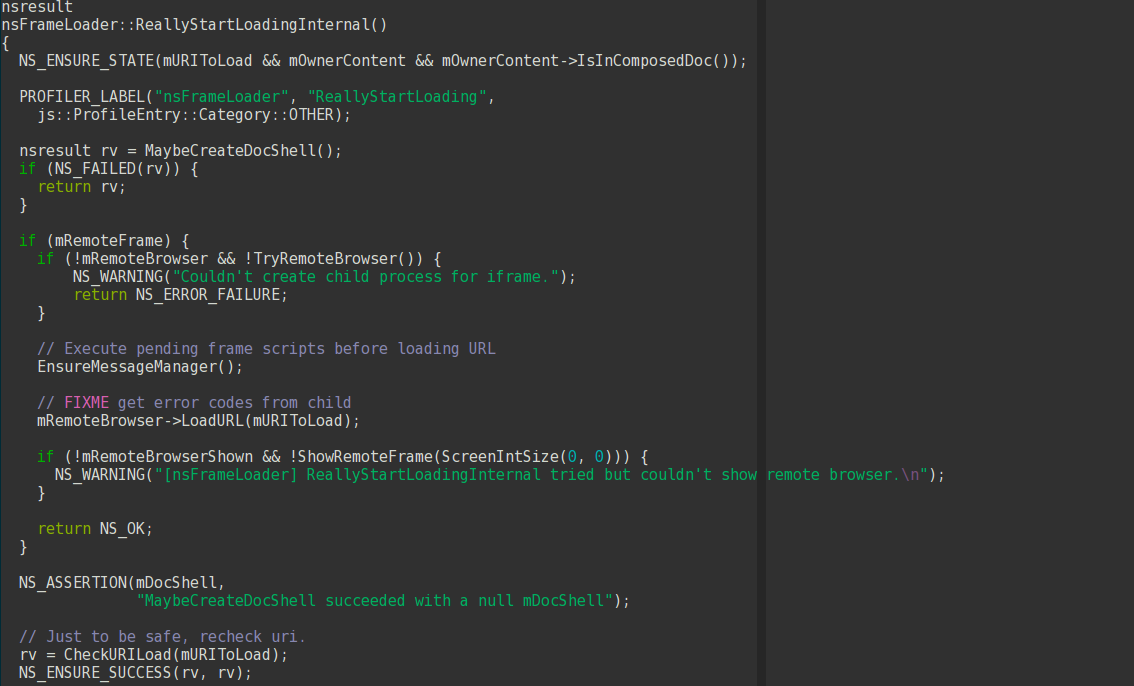 nsresult
nsFrameLoader::ReallyStartLoadingInternal()
{
  NS_ENSURE_STATE(mURIToLoad && mOwnerContent && mOwnerContent->IsInComposedDoc());

  PROFILER_LABEL("nsFrameLoader", "ReallyStartLoading",
    js::ProfileEntry::Category::OTHER);

  nsresult rv = MaybeCreateDocShell();
  if (NS_FAILED(rv)) {
    return rv;
  }

  if (mRemoteFrame) {
    if (!mRemoteBrowser && !TryRemoteBrowser()) {
        NS_WARNING("Couldn't create child process for iframe.");
        return NS_ERROR_FAILURE;
    }

    // Execute pending frame scripts before loading URL
    EnsureMessageManager();

    // FIXME get error codes from child
    mRemoteBrowser->LoadURL(mURIToLoad);

    if (!mRemoteBrowserShown && !ShowRemoteFrame(ScreenIntSize(0, 0))) {
      NS_WARNING("[nsFrameLoader] ReallyStartLoadingInternal tried but couldn't show remote browser.\n");
    }

    return NS_OK;
  }

  NS_ASSERTION(mDocShell,
               "MaybeCreateDocShell succeeded with a null mDocShell");

  // Just to be safe, recheck uri.
  rv = CheckURILoad(mURIToLoad);
  NS_ENSURE_SUCCESS(rv, rv);